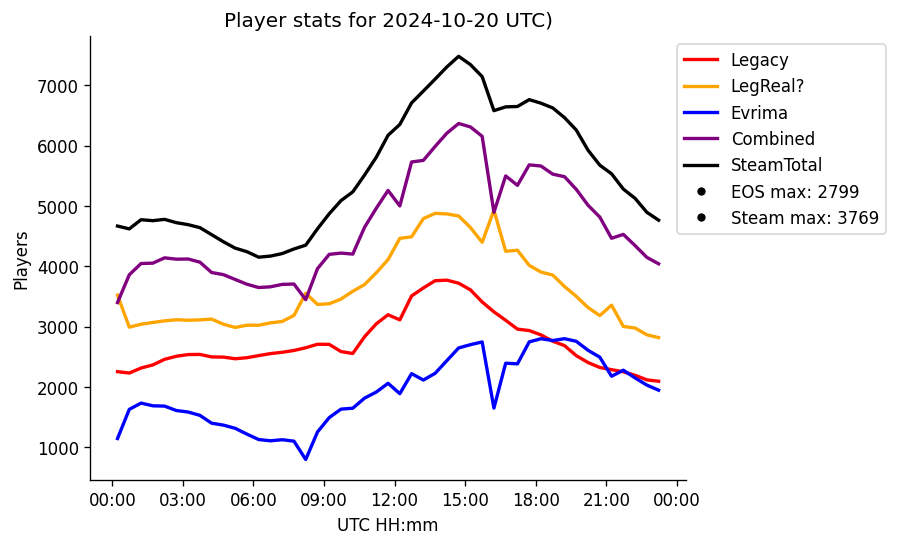 Player stats for 2024-10-20 UTC)
Players
7000
6000
5000
4000
3000
2000
1000
00:00 03:00 06:00 09:00 12:00 15:00 18:00 21:00 00:00
UTC HH:mm
Legacy
LegReal?
Evrima
Combined
SteamTotal
EOS max: 2799
Steam max: 3769